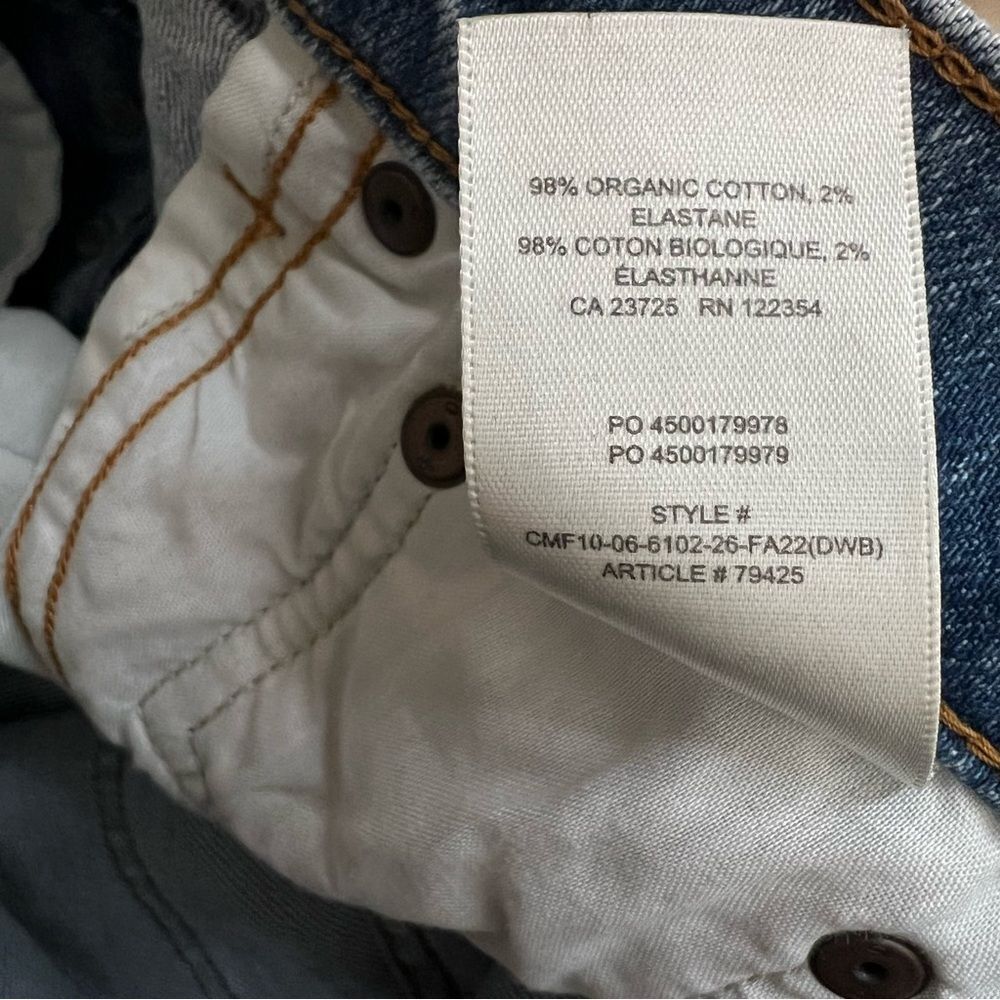 98% ORGANIC COTTON, 2%
ELASTANE
98% COTON BIOLOGIQUE, 2%
ÉLASTHANNE
CA 23725 RN 122354
PO 4500179978
PO 4500179979
STYLE #
CMF10-06-6102-26-FA22(DWB)
ARTICLE # 79425